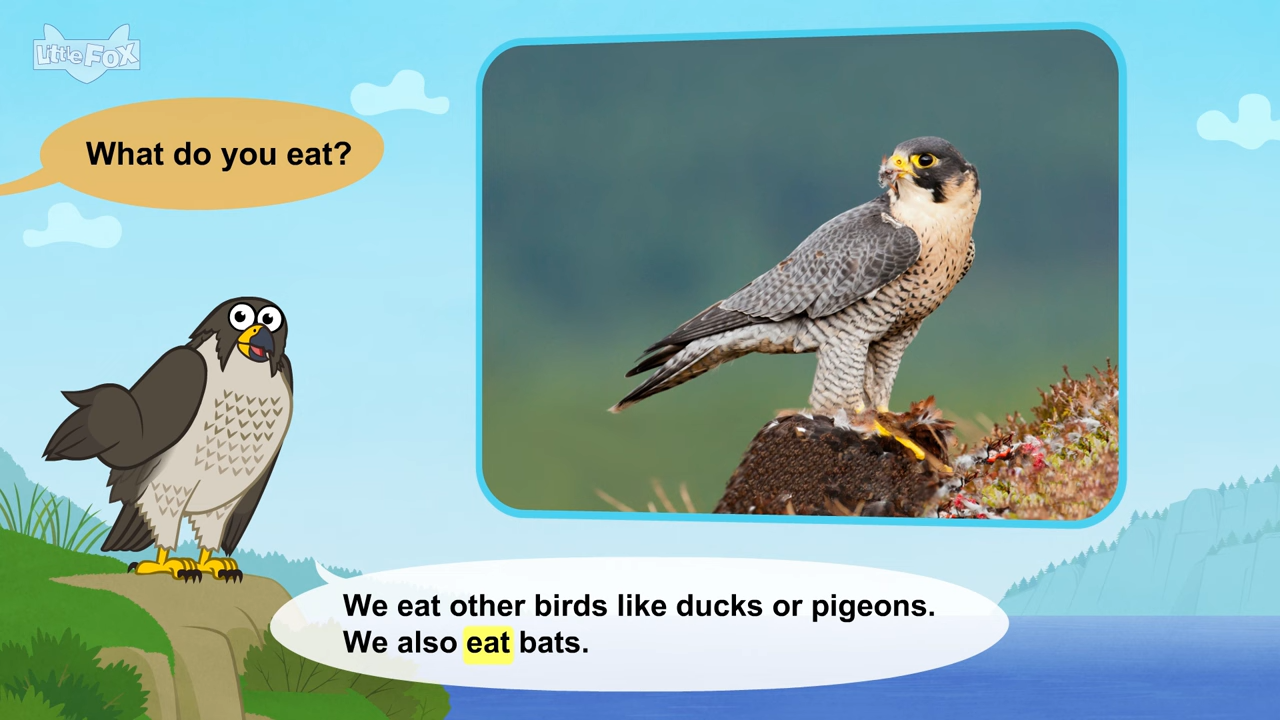 Little Fox
What do you eat?
We eat other birds like ducks or pigeons.
We also eat bats.